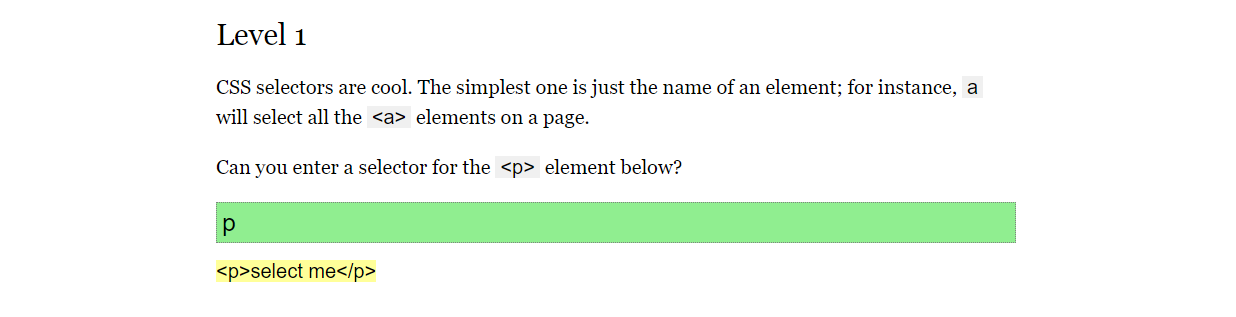 Level 1
CSS selectors are cool. The simplest one is just the name of an element; for instance, a
will select all the <a> elements on a page.
Can you enter a selector for the <p> element below?
p
<p>select me</p>